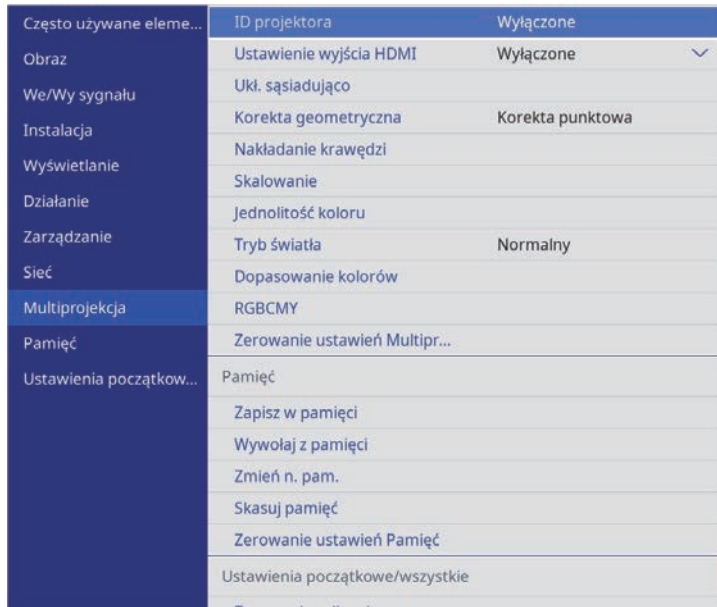 Często używane eleme...
Obraz
We/Wy sygnału
Instalacja
Wyświetlanie
Działanie
Zarządzanie
Sieć
Multiprojekcja
Pamięć
Ustawienia początkow...
ID projektora Wyłączone
Ustawienie wyjścia HDMI Wyłączone
Ukł. sąsiadująco
Korekta geometryczna Korekta punktowa
Nakładanie krawędzi
Skalowanie
Jednolitość koloru
Tryb światła Normalny
Dopasowanie kolorów
RGBCMY
Zerowanie ustawień Multipr...
Pamięć
Zapisz w pamięci
Wywołaj z pamięci
Zmień n. pam.
Skasuj pamięć
Zerowanie ustawień Pamięć
Ustawienia początkowe/wszystkie